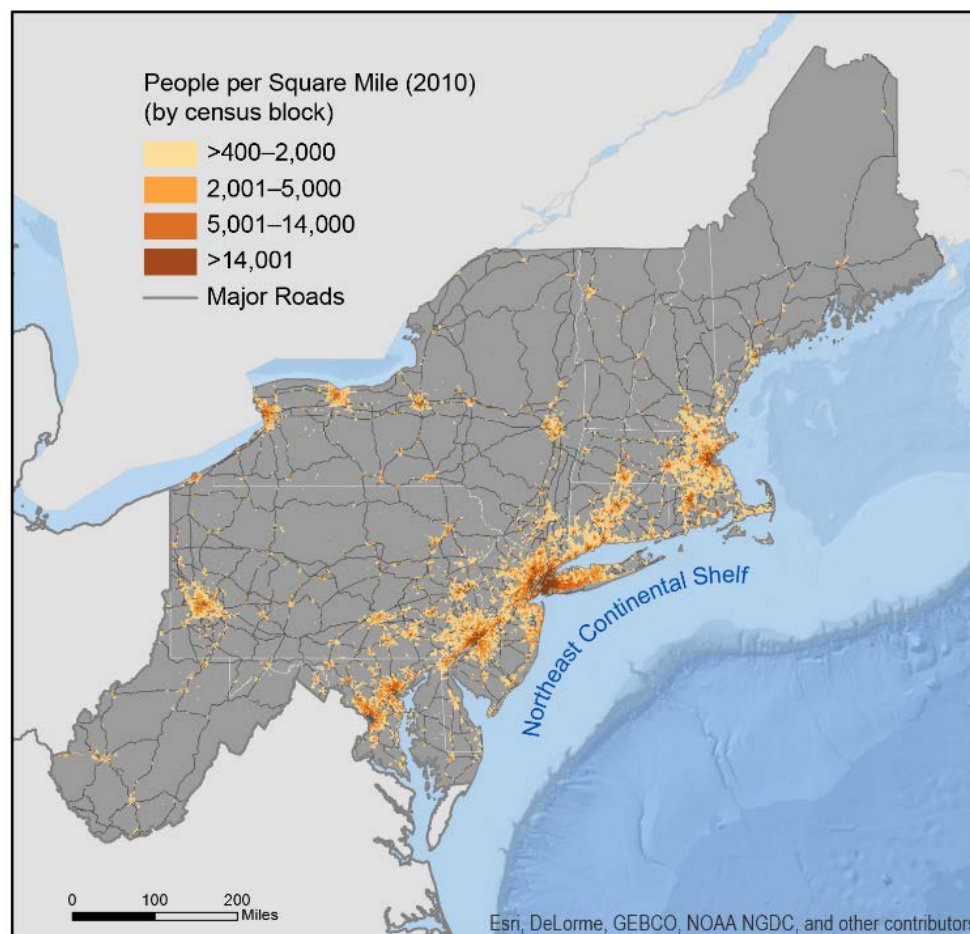 People per Square Mile (2010)
(by census block)
>400–2,000
2,001–5,000
5,001–14,000
>14,001
Major Roads
Northeast Continental Shelf
0 100 200
Miles
Esri, DeLorme, GEBCO, NOAA NGDC, and other contributors